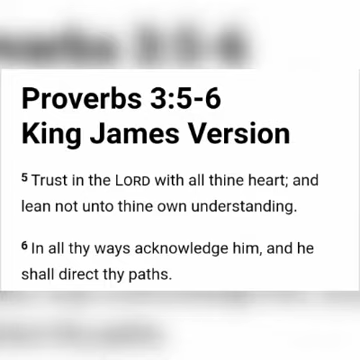 Proverbs 3:5-6
King James Version
5 Trust in the LORD with all thine heart; and
lean not unto thine own understanding.
6 In all thy ways acknowledge him, and he
shall direct thy paths.